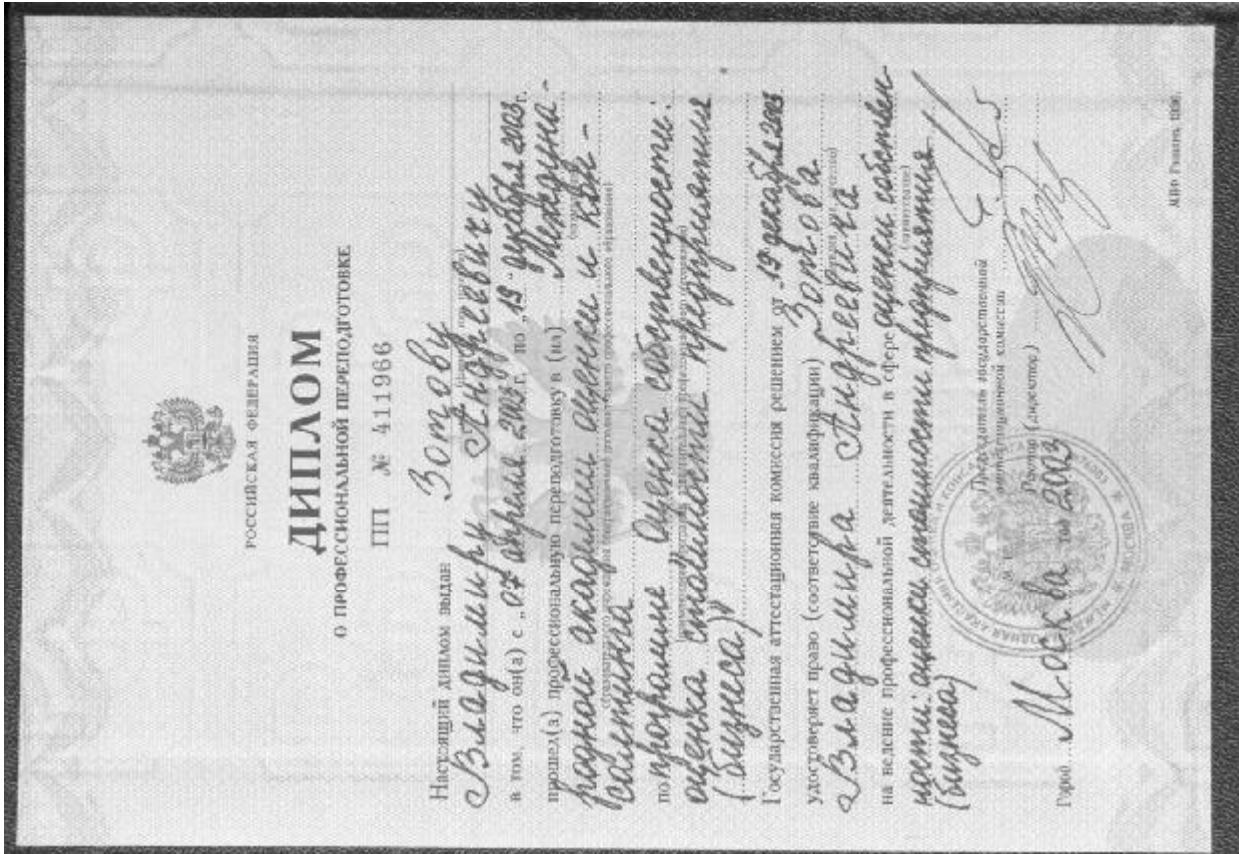 РОССИЙСКАЯ ФЕДЕРАЦИЯ
ДИПЛОМ
О ПРОФЕССИОНАЛЬНОЙ ПЕРЕПОДГОТОВКЕ
ПП № 411966
Настоящий диплом выдан Зотову
Владимиру Андреевичу
в том, что он(а) с „07" апреля 2003 г. по „19" декабря 2003 г.
прошел(а) профессиональную переподготовку в (на) Междуна-
родной академии оценки и кон-
салтинга
по программе Оценка собственности:
оценка стоимости предприятия
(бизнеса)
Государственная аттестационная комиссия решением от „19" декабря 2003
удостоверяет право (соответствие квалификации) Зотова
Владимира Андреевича
на ведение профессиональной деятельности в сфере оценки собствен-
ности: оценки стоимости предприятия
(бизнеса)
Председатель государственной
аттестационной комиссии
Ректор (директор)
Город Москва год 2003
МОСКВА